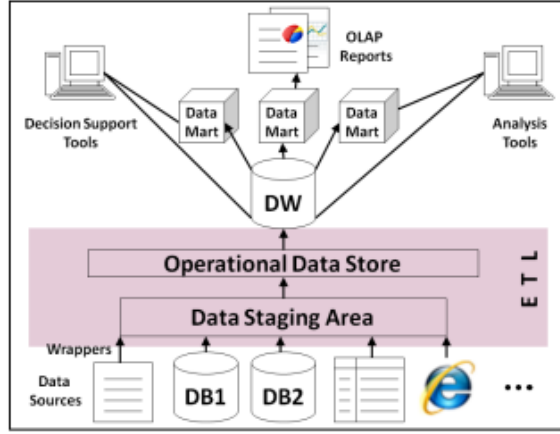 OLAP
Reports
Decision Support
Tools
Data
Mart
Data
Mart
Data
Mart
Analysis
Tools
DW
Operational Data Store
Data Staging Area
ETL
Wrappers
Data
Sources
DB1
DB2
...